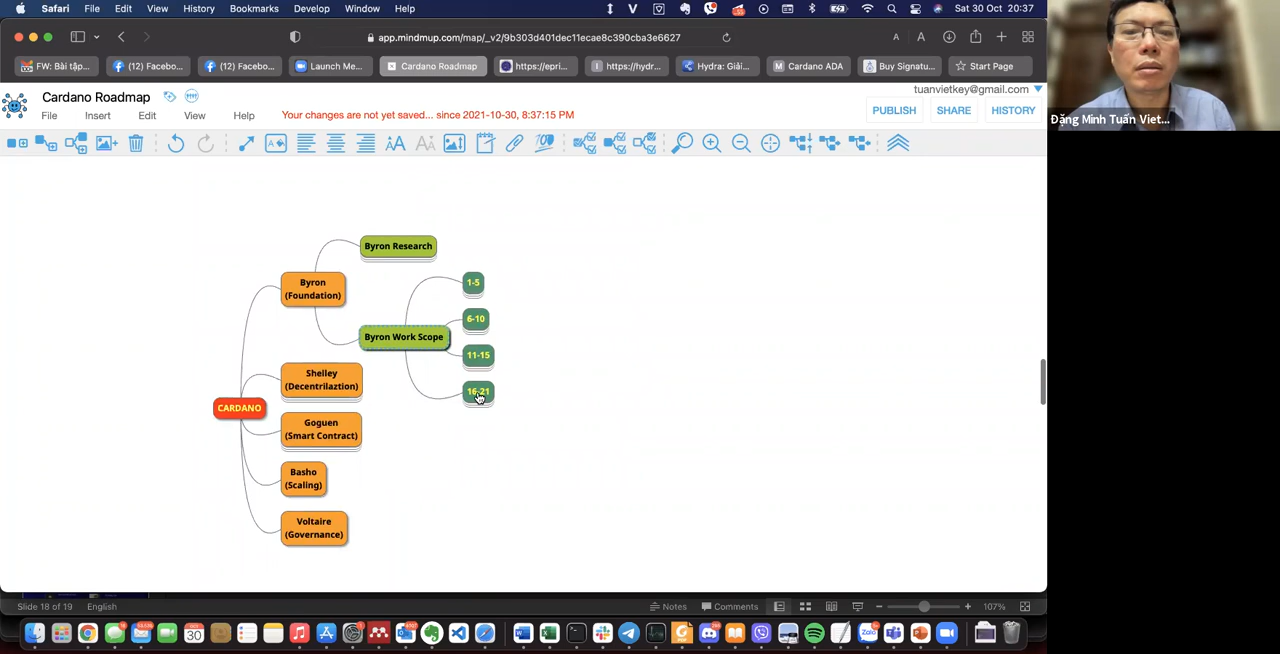 Safari File Edit View History Bookmarks Develop Window Help Sat 30 Oct 20:37
app.mindmup.com/map/_v2/9b303d401dec11ecae8c390cba3e6627
FW: Bài tập... (12) Facebo... (12) Facebo... Launch Me... Cardano Roadmap https://epri... https://hydr... Hydra: Giải... Cardano ADA Buy Signatu... Start Page
tuanvietkey@gmail.com
Cardano Roadmap
File Insert Edit View Help
Your changes are not yet saved... since 2021-10-30, 8:37:15 PM
PUBLISH SHARE HISTORY
Đặng Minh Tuấn Viet...
Byron Research
Byron
(Foundation)
1-5
6-10
Byron Work Scope
11-15
16-21
Shelley
(Decentrilaztion)
CARDANO
Goguen
(Smart Contract)
Basho
(Scaling)
Voltaire
(Governance)
Slide 18 of 19 English Notes Comments 107%